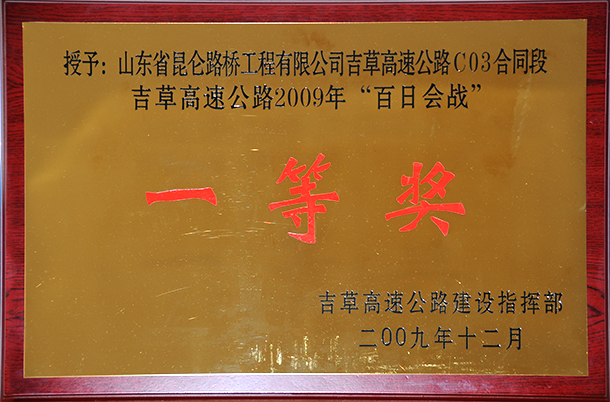 授予：山东省昆仑路桥工程有限公司吉草高速公路C03合同段
吉草高速公路2009年“百日会战”
一等奖
吉草高速公路建设指挥部
二00九年十二月